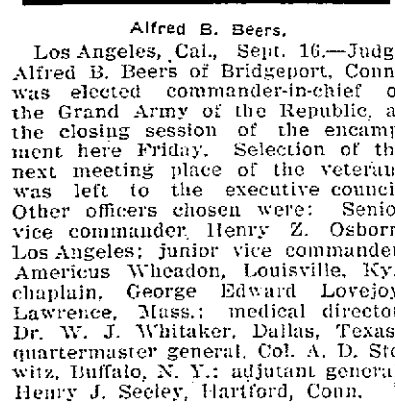 Alfred B. Beers.
Los Angeles, Cal., Sept. 16.—Judg
Alfred B. Beers of Bridgeport, Conn
was elected commander-in-chief o
the Grand Army of the Republic, a
the closing session of the encamp
ment here Friday. Selection of th
next meeting place of the veteran
was left to the executive counci
Other officers chosen were: Senio
vice commander, Henry Z. Osborn
Los Angeles; junior vice commander
Americus Wheadon, Louisville, Ky.
chaplain, George Edward Lovejoy
Lawrence, Mass.; medical director
Dr. W. J. Whitaker, Dallas, Texas
quartermaster general, Col. A. D. Sto
witz, Buffalo, N. Y.; adjutant genera
Henry J. Seeley, Hartford, Conn.